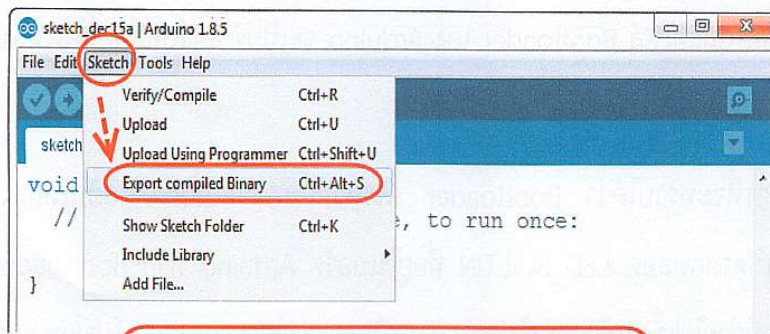 sketch_dec15a | Arduino 1.8.5
File Edit Sketch Tools Help
Verify/Compile Ctrl+R
Upload Ctrl+U
sketch
Upload Using Programmer Ctrl+Shift+U
void
Export compiled Binary Ctrl+Alt+S
// e, to run once:
Show Sketch Folder Ctrl+K
Include Library
}
Add File...